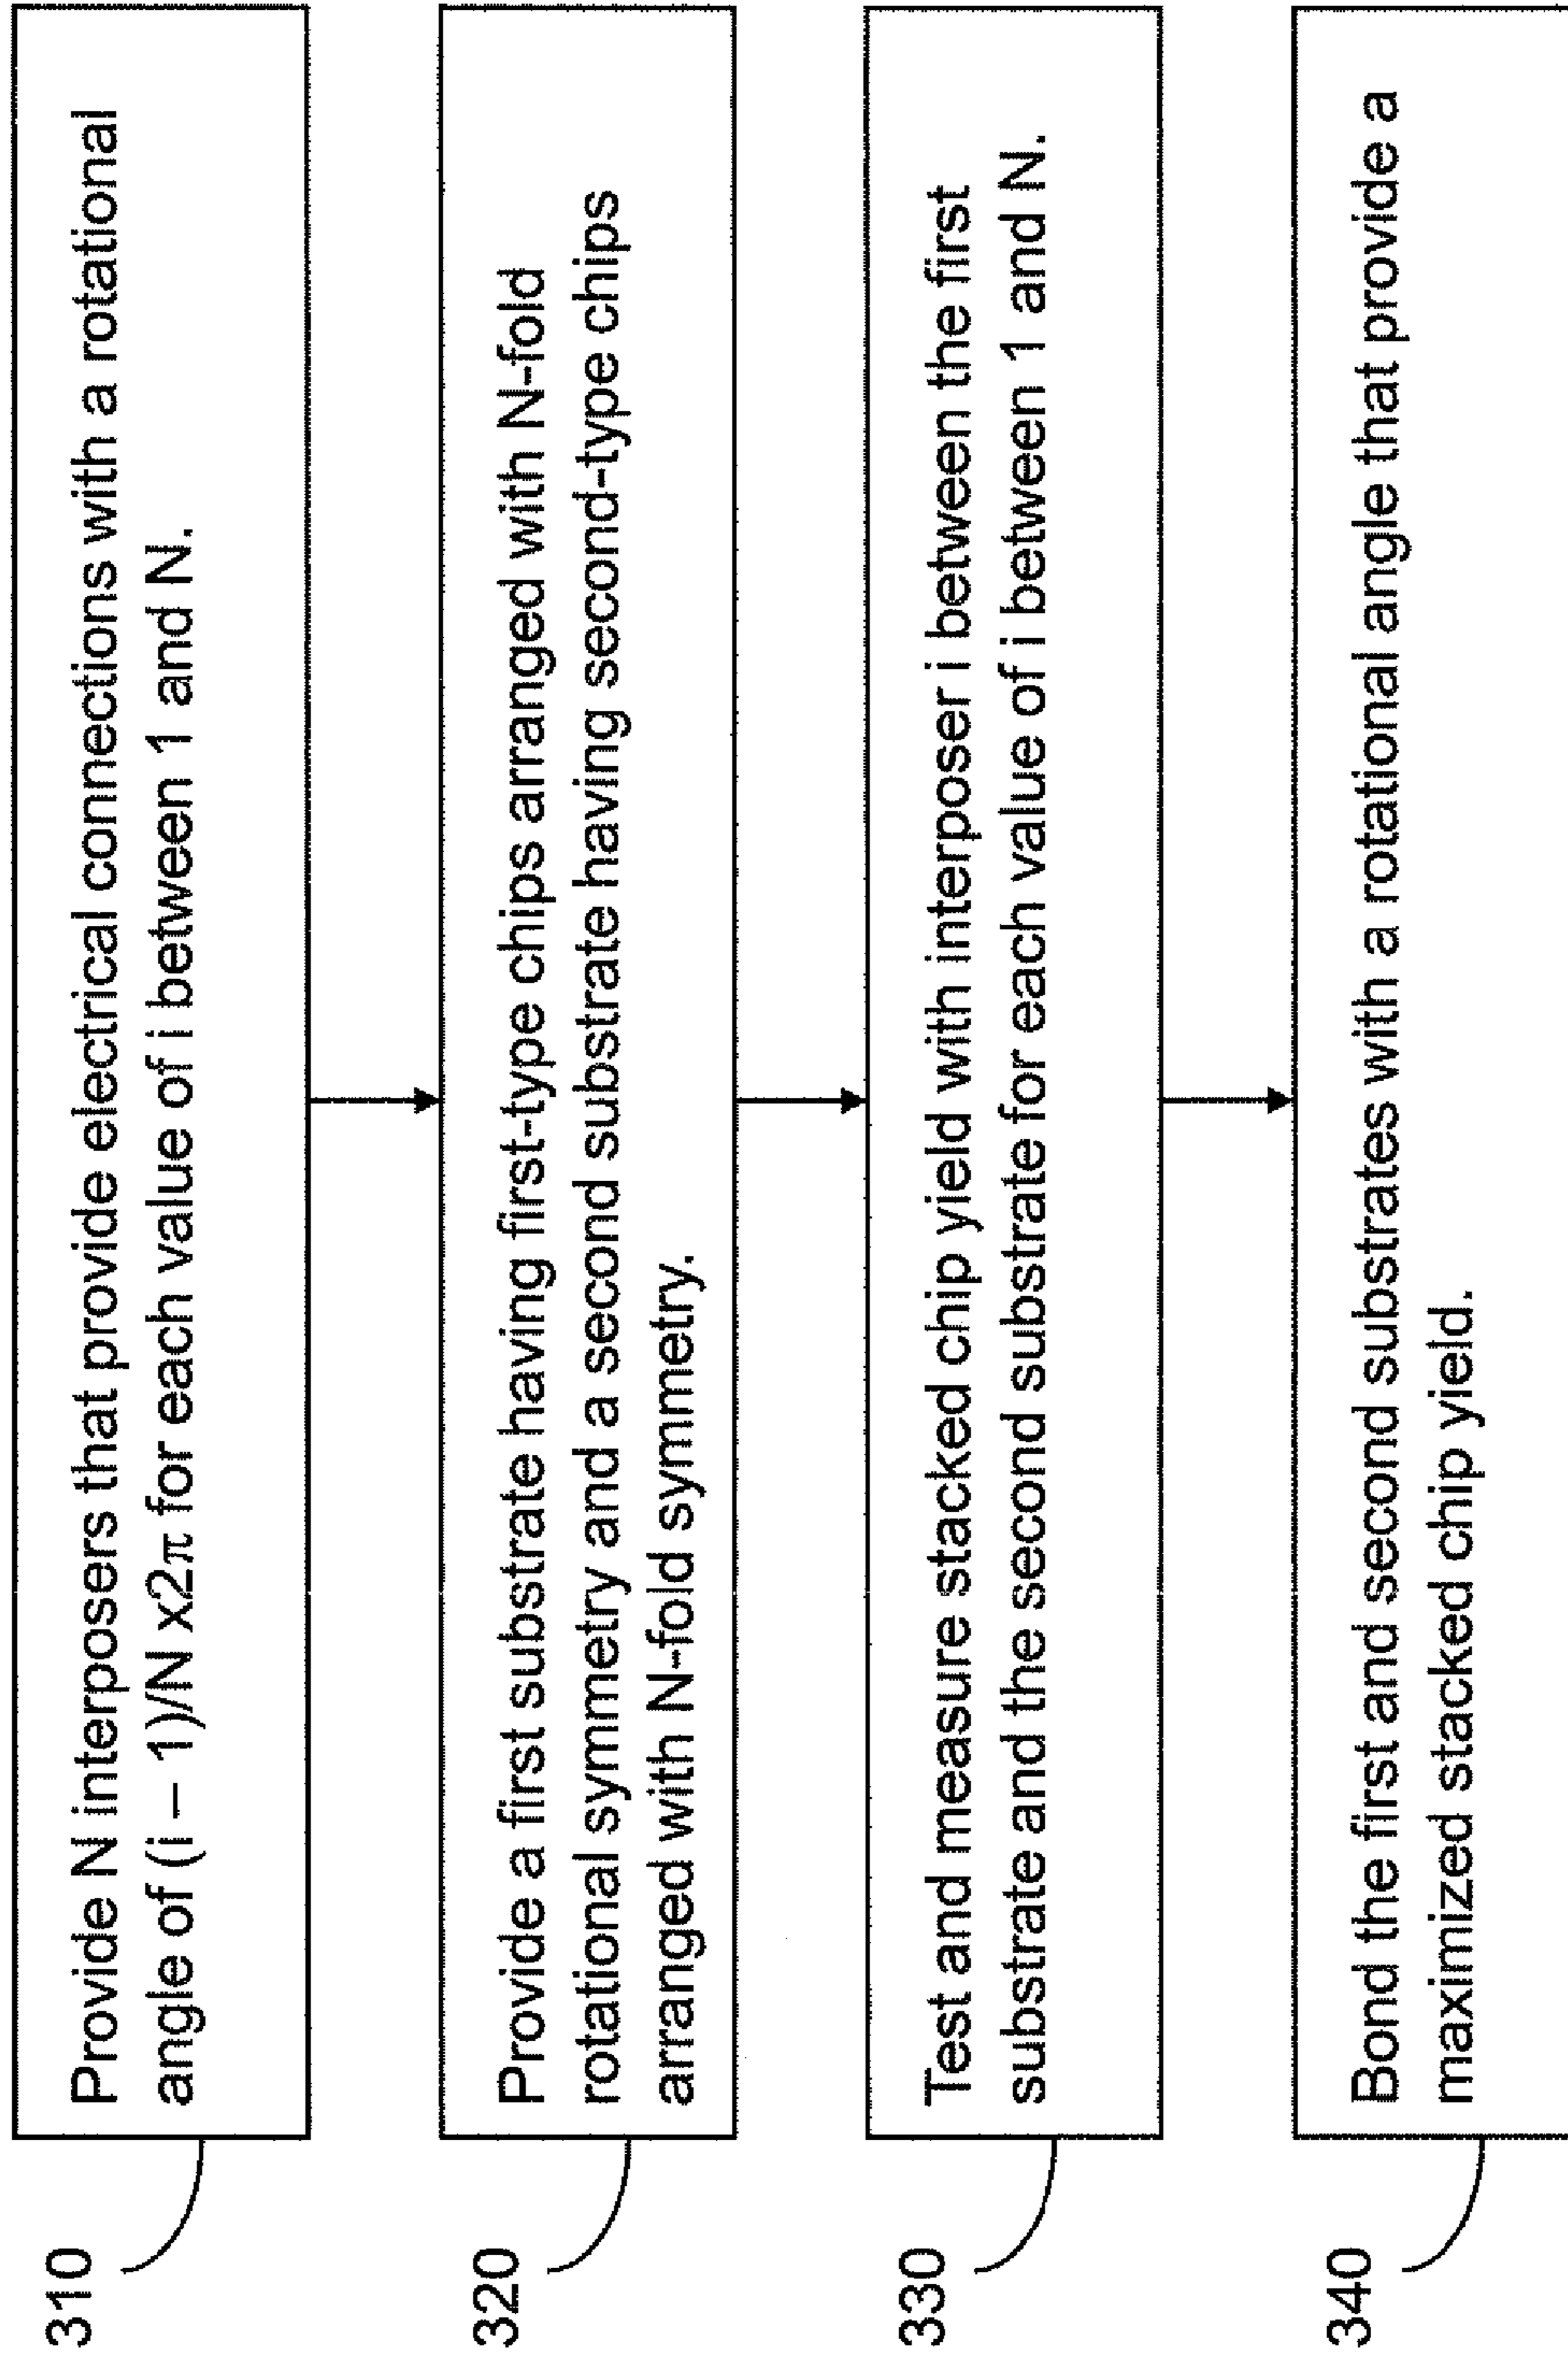 310
Provide N interposers that provide electrical connections with a rotational
angle of (i – 1)/N x2π for each value of i between 1 and N.
320
Provide a first substrate having first-type chips arranged with N-fold
rotational symmetry and a second substrate having second-type chips
arranged with N-fold symmetry.
330
Test and measure stacked chip yield with interposer i between the first
substrate and the second substrate for each value of i between 1 and N.
340
Bond the first and second substrates with a rotational angle that provide a
maximized stacked chip yield.